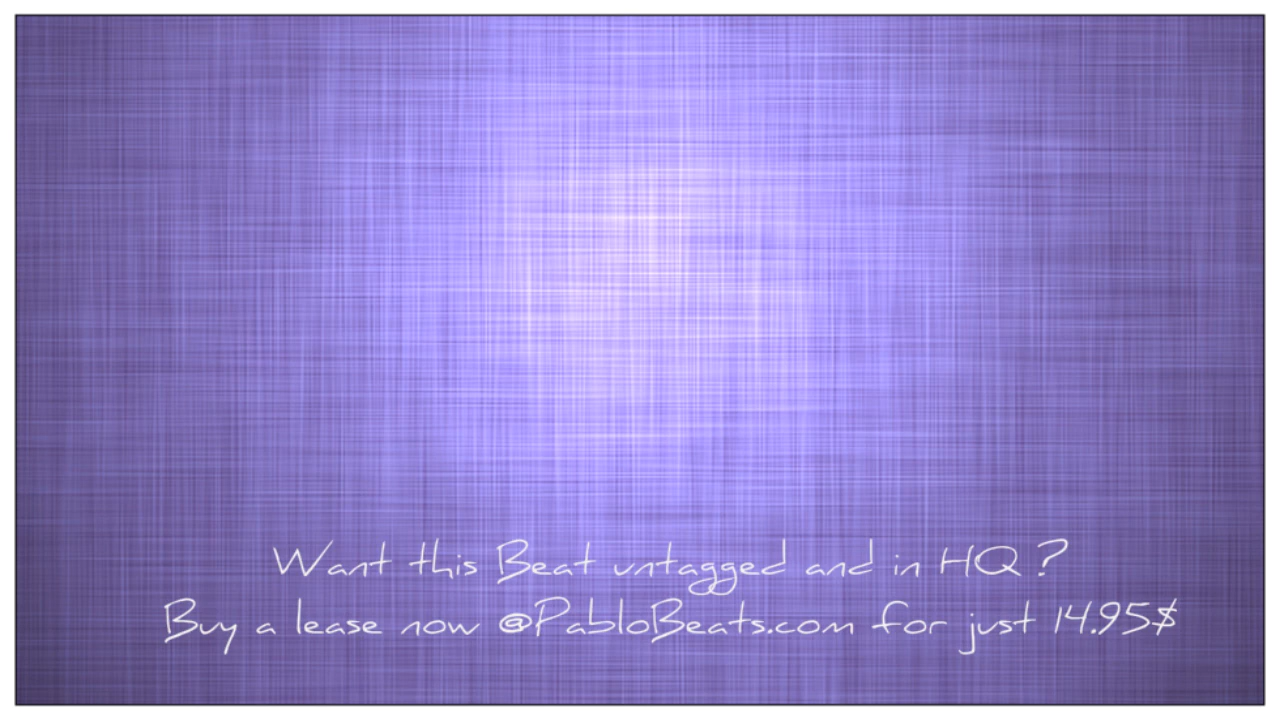 Want this Beat untagged and in HQ ?
Buy a lease now @PabloBeats.com for just 14.95$